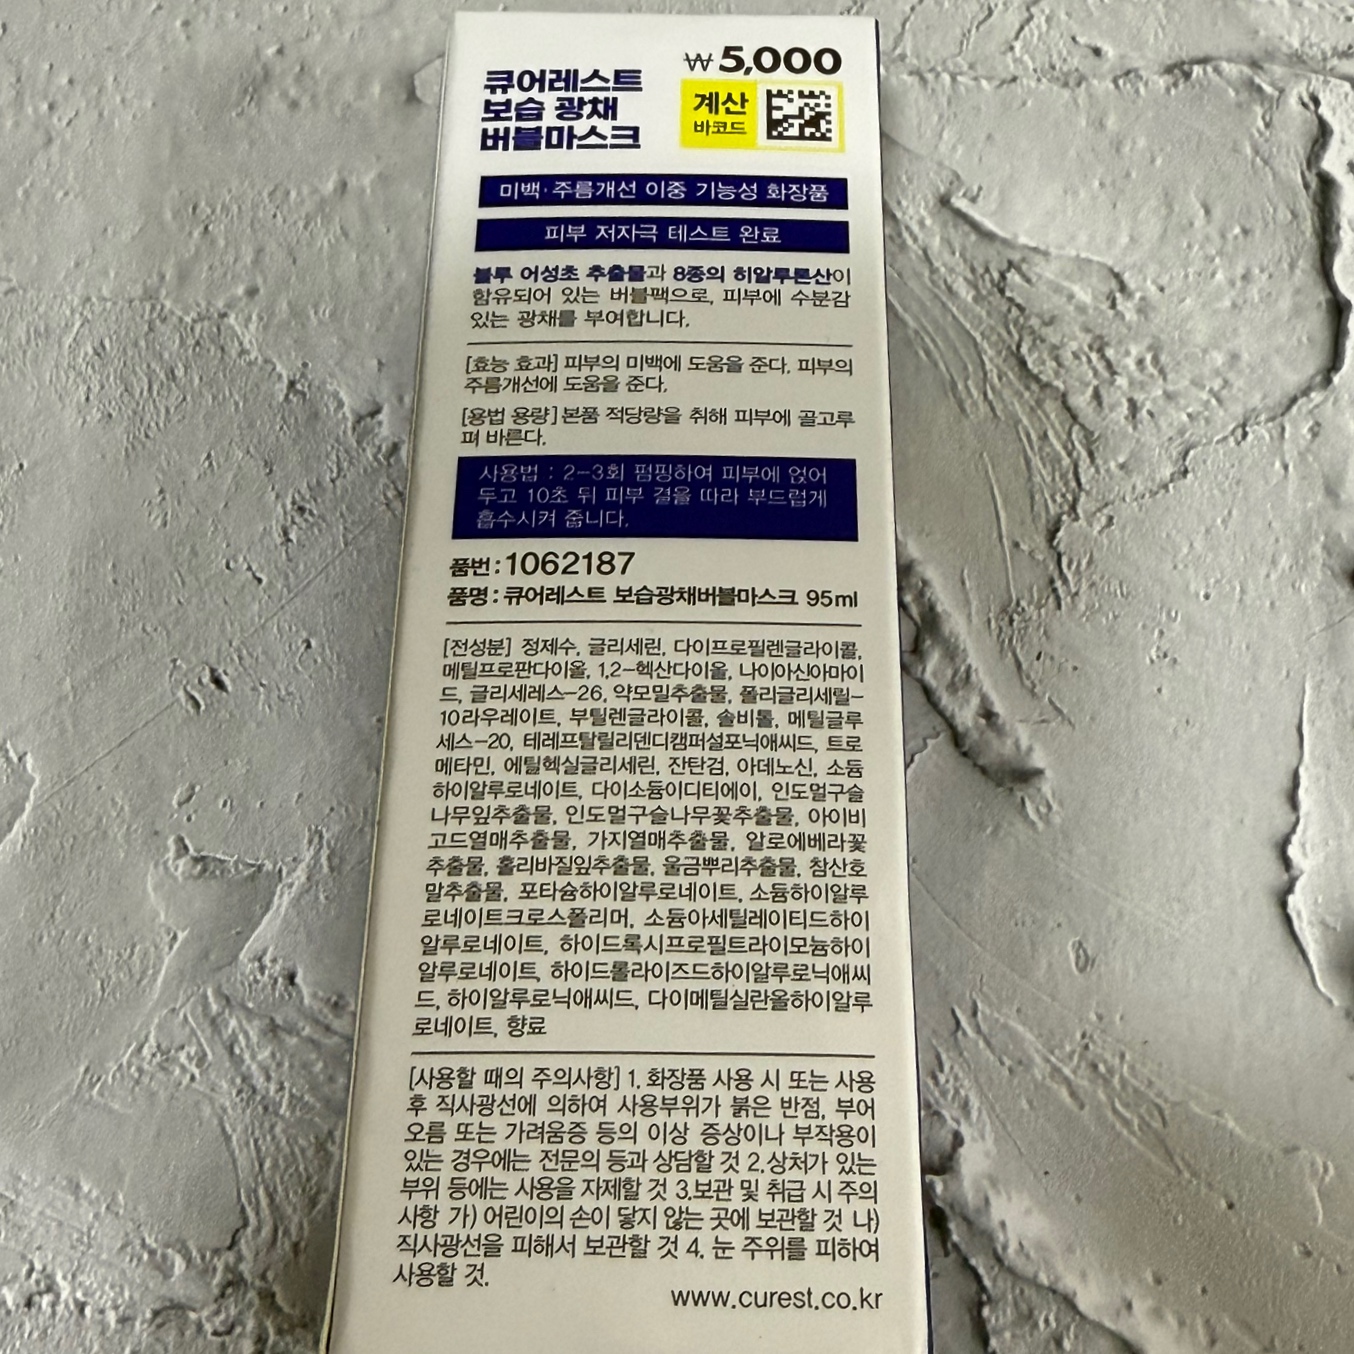 ₩5,000
큐어레스트
보습 광채
버블마스크
계산
바코드
미백·주름개선 이중 기능성 화장품
피부 저자극 테스트 완료
블루 어성초 추출물과 8종의 히알루론산이
함유되어 있는 버블팩으로, 피부에 수분감
있는 광채를 부여합니다.
[효능 효과] 피부의 미백에 도움을 준다. 피부의
주름개선에 도움을 준다.
[용법 용량] 본품 적당량을 취해 피부에 골고루
펴 바른다.
사용법 : 2-3회 펌핑하여 피부에 얹어
두고 10초 뒤 피부 결을 따라 부드럽게
흡수시켜 줍니다.
품번:1062187
품명:큐어레스트 보습광채버블마스크 95ml
[전성분] 정제수, 글리세린, 다이프로필렌글라이콜,
메틸프로판다이올, 1,2-헥산다이올, 나이아신아마이
드, 글리세레스-26, 약모밀추출물, 폴리글리세릴-
10라우레이트, 부틸렌글라이콜, 솔비톨, 메틸글루
세스-20, 테레프탈릴리덴디캠퍼설포닉애씨드, 트로
메타민, 에틸헥실글리세린, 잔탄검, 아데노신, 소듐
하이알루로네이트, 다이소듐이디티에이, 인도멀구슬
나무잎추출물, 인도멀구슬나무꽃추출물, 아이비
고드열매추출물, 가지열매추출물, 알로에베라꽃
추출물, 홀리바질잎추출물, 울금뿌리추출물, 참산호
말추출물, 포타슘하이알루로네이트, 소듐하이알루
로네이트크로스폴리머, 소듐아세틸레이티드하이
알루로네이트, 하이드록시프로필트라이모늄하이
알루로네이트, 하이드롤라이즈드하이알루로닉애씨
드, 하이알루로닉애씨드, 다이메틸실란올하이알루
로네이트, 향료
[사용할 때의 주의사항] 1. 화장품 사용 시 또는 사용
후 직사광선에 의하여 사용부위가 붉은 반점, 부어
오름 또는 가려움증 등의 이상 증상이나 부작용이
있는 경우에는 전문의 등과 상담할 것 2.상처가 있는
부위 등에는 사용을 자제할 것 3.보관 및 취급 시 주의
사항 가) 어린이의 손이 닿지 않는 곳에 보관할 것 나)
직사광선을 피해서 보관할 것 4. 눈 주위를 피하여
사용할 것.
www.curest.co.kr